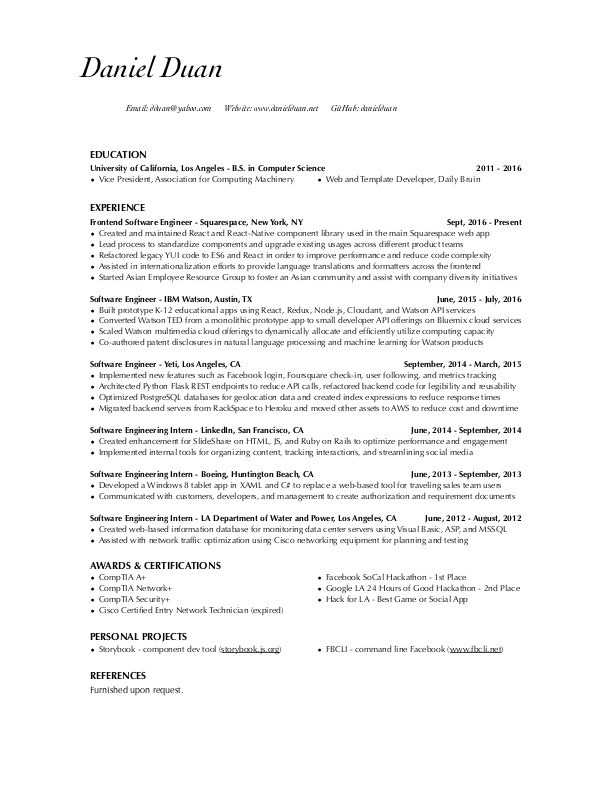 Daniel Duan
Email: dduan@yahoo.com Website: www.danielduan.net GitHub: danielduan
EDUCATION
University of California, Los Angeles - B.S. in Computer Science 2011 - 2016
• Vice President, Association for Computing Machinery • Web and Template Developer, Daily Bruin
EXPERIENCE
Frontend Software Engineer - Squarespace, New York, NY Sept, 2016 - Present
• Created and maintained React and React-Native component library used in the main Squarespace web app
• Lead process to standardize components and upgrade existing usages across different product teams
• Refactored legacy YUI code to ES6 and React in order to improve performance and reduce code complexity
• Assisted in internationalization efforts to provide language translations and formatters across the frontend
• Started Asian Employee Resource Group to foster an Asian community and assist with company diversity initiatives
Software Engineer - IBM Watson, Austin, TX June, 2015 - July, 2016
• Built prototype K-12 educational apps using React, Redux, Node.js, Cloudant, and Watson API services
• Converted Watson TED from a monolithic prototype app to small developer API offerings on Bluemix cloud services
• Scaled Watson multimedia cloud offerings to dynamically allocate and efficiently utilize computing capacity
• Co-authored patent disclosures in natural language processing and machine learning for Watson products
Software Engineer - Yeti, Los Angeles, CA September, 2014 - March, 2015
• Implemented new features such as Facebook login, Foursquare check-in, user following, and metrics tracking
• Architected Python Flask REST endpoints to reduce API calls, refactored backend code for legibility and reusability
• Optimized PostgreSQL databases for geolocation data and created index expressions to reduce response times
• Migrated backend servers from RackSpace to Heroku and moved other assets to AWS to reduce cost and downtime
Software Engineering Intern - LinkedIn, San Francisco, CA June, 2014 - September, 2014
• Created enhancement for SlideShare on HTML, JS, and Ruby on Rails to optimize performance and engagement
• Implemented internal tools for organizing content, tracking interactions, and streamlining social media
Software Engineering Intern - Boeing, Huntington Beach, CA June, 2013 - September, 2013
• Developed a Windows 8 tablet app in XAML and C# to replace a web-based tool for traveling sales team users
• Communicated with customers, developers, and management to create authorization and requirement documents
Software Engineering Intern - LA Department of Water and Power, Los Angeles, CA June, 2012 - August, 2012
• Created web-based information database for monitoring data center servers using Visual Basic, ASP, and MSSQL
• Assisted with network traffic optimization using Cisco networking equipment for planning and testing
AWARDS & CERTIFICATIONS
• CompTIA A+ • Facebook SoCal Hackathon - 1st Place
• CompTIA Network+ • Google LA 24 Hours of Good Hackathon - 2nd Place
• CompTIA Security+ • Hack for LA - Best Game or Social App
• Cisco Certified Entry Network Technician (expired)
PERSONAL PROJECTS
• Storybook - component dev tool (storybook.js.org) • FBCLI - command line Facebook (www.fbcli.net)
REFERENCES
Furnished upon request.